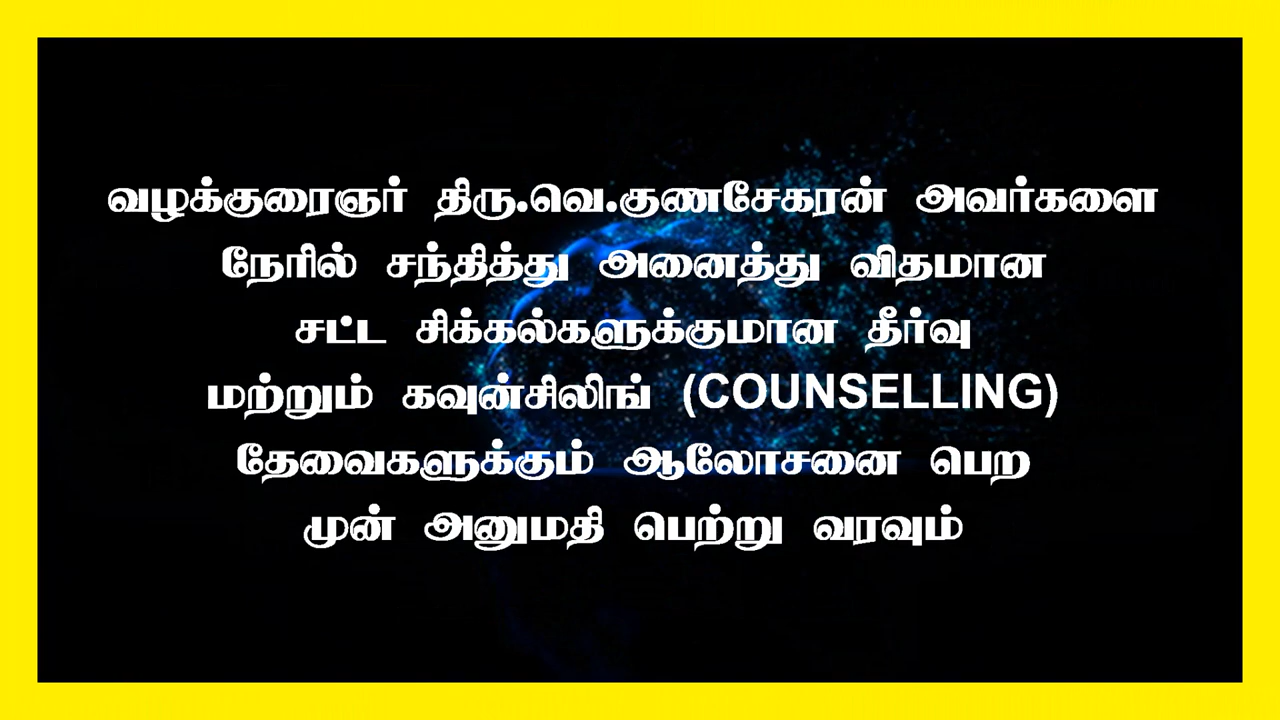 வழக்குரைஞர் திரு.வெ.குணசேகரன் அவர்களை
நேரில் சந்தித்து அனைத்து விதமான
சட்ட சிக்கல்களுக்குமான தீர்வு
மற்றும் கவுன்சிலிங் (COUNSELLING)
தேவைகளுக்கும் ஆலோசனை பெற
முன் அனுமதி பெற்று வரவும்